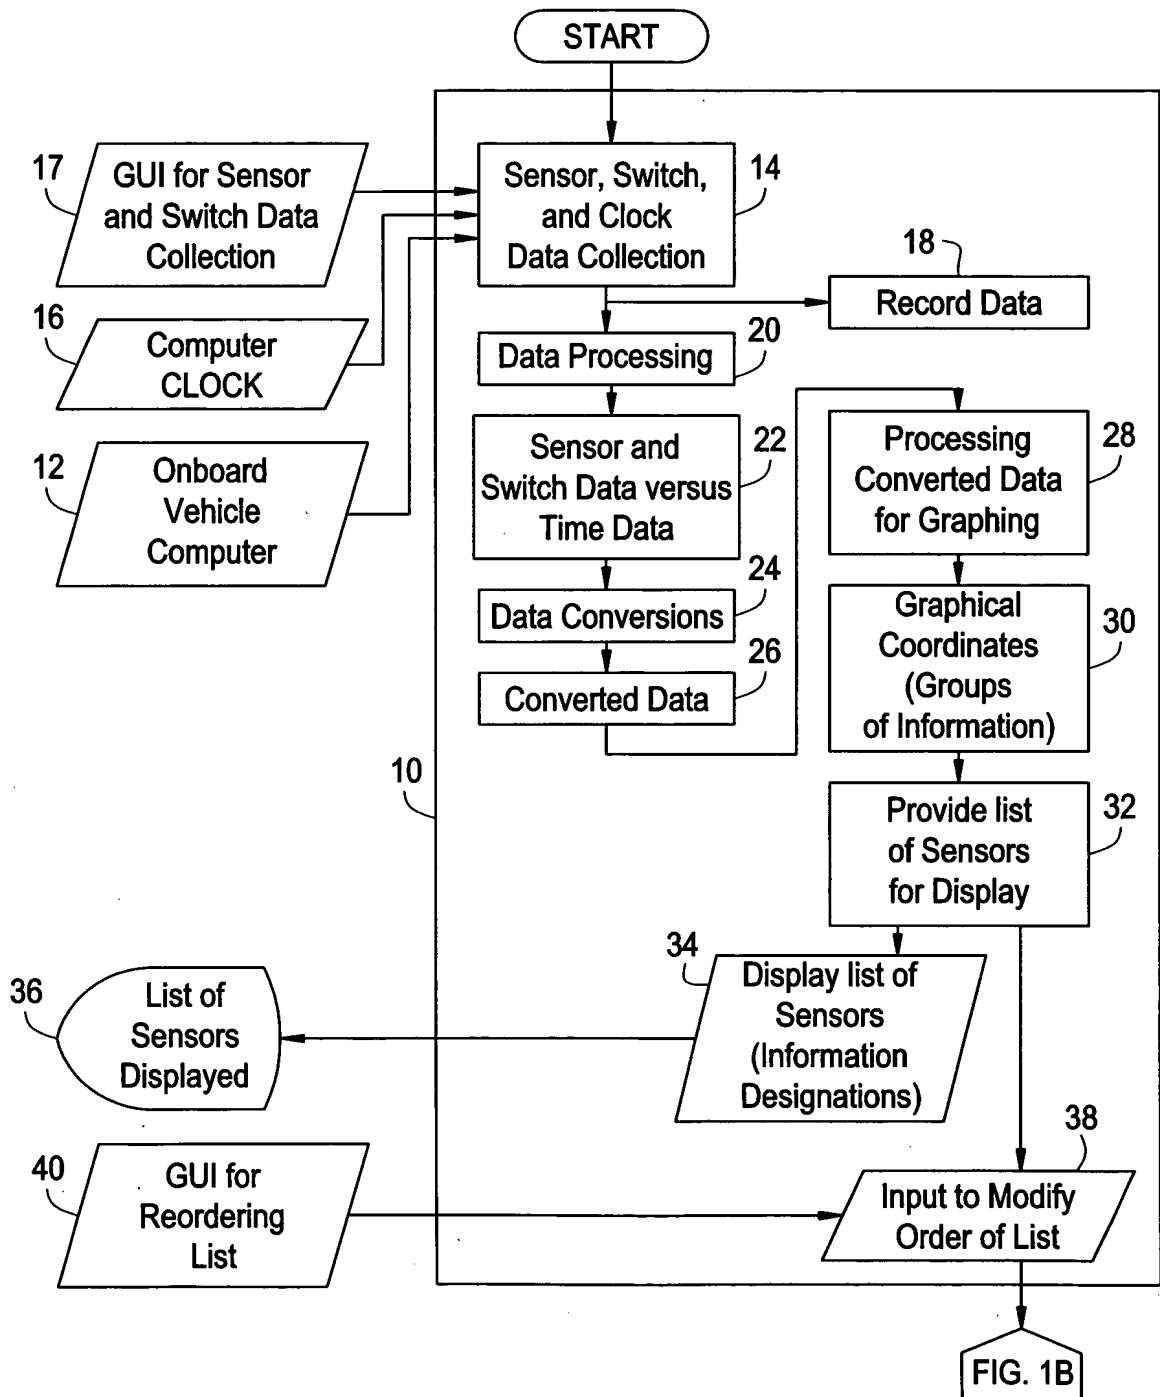 START
17
GUI for Sensor
and Switch Data
Collection
Sensor, Switch,
and Clock
Data Collection
14
18
Record Data
16
Computer
CLOCK
20
Data Processing
12
Onboard
Vehicle
Computer
Sensor and
Switch Data versus
Time Data
22
Processing
Converted Data
for Graphing
28
24
Data Conversions
26
Converted Data
Graphical
Coordinates
(Groups
of Information)
30
10
Provide list
of Sensors
for Display
32
34
Display list of
Sensors
(Information
Designations)
36
List of
Sensors
Displayed
38
40
GUI for
Reordering
List
Input to Modify
Order of List
FIG. 1B